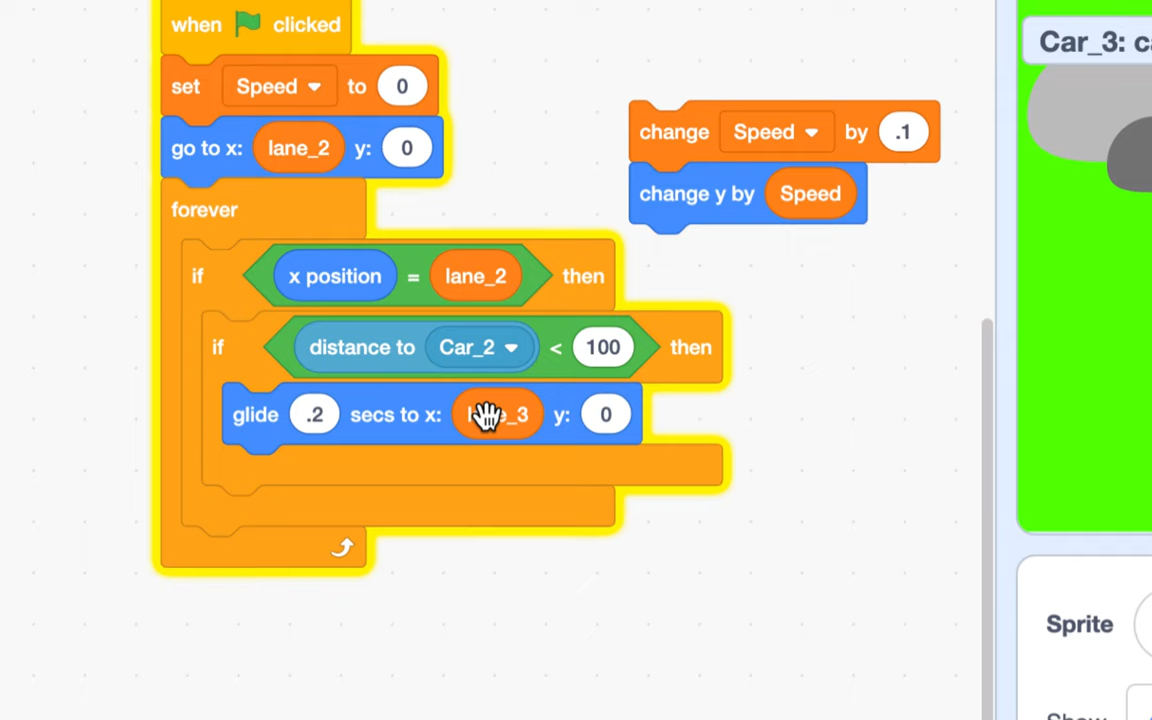 when clicked
set Speed to 0
go to x: lane_2 y: 0
forever
if x position = lane_2 then
if distance to Car_2 < 100 then
glide .2 secs to x: y: 0
change Speed by .1
change y by Speed
Car_3:
Sprite